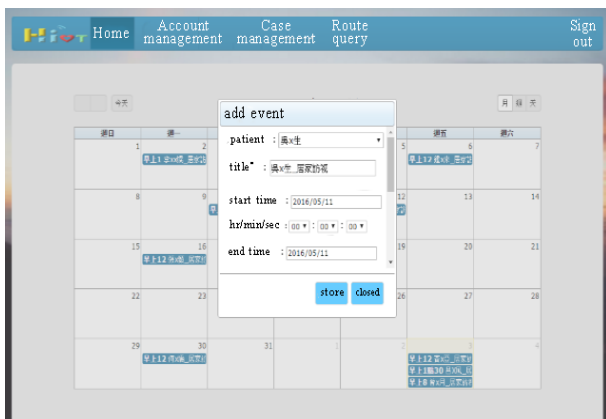 Home
Account management
Case management
Route query
Sign out
今天
月 週 天
add event
patient : 吳x生
title* : 吳x生_居家訪視
start time : 2016/05/11
hr/min/sec : 00 : 00 : 00
end time : 2016/05/11
store closed
週日 週一 週五 週六
1 2 5 6 7
8 9 12 13 14
15 16 19 20 21
22 23 26 27 28
29 30 31 1 2 3 4